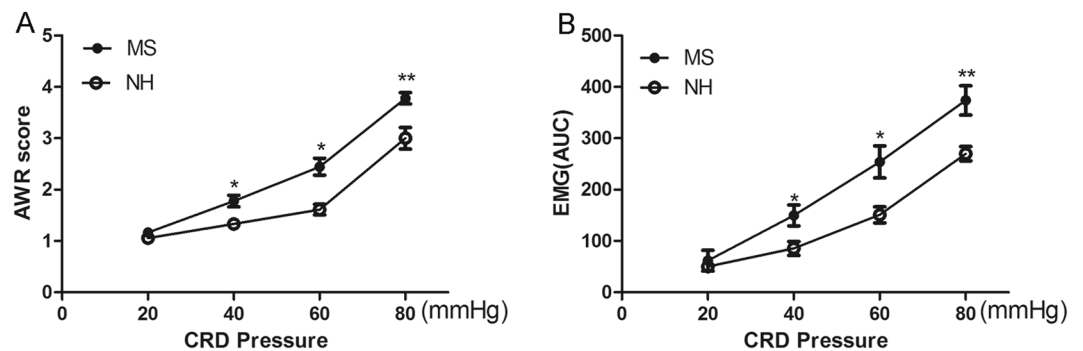 A
5
4
3
2
1
0
AWR score
MS
NH
*
*
**
0 20 40 60 80 (mmHg)
CRD Pressure
B
500
400
300
200
100
0
EMG(AUC)
MS
NH
*
*
**
0 20 40 60 80 (mmHg)
CRD Pressure